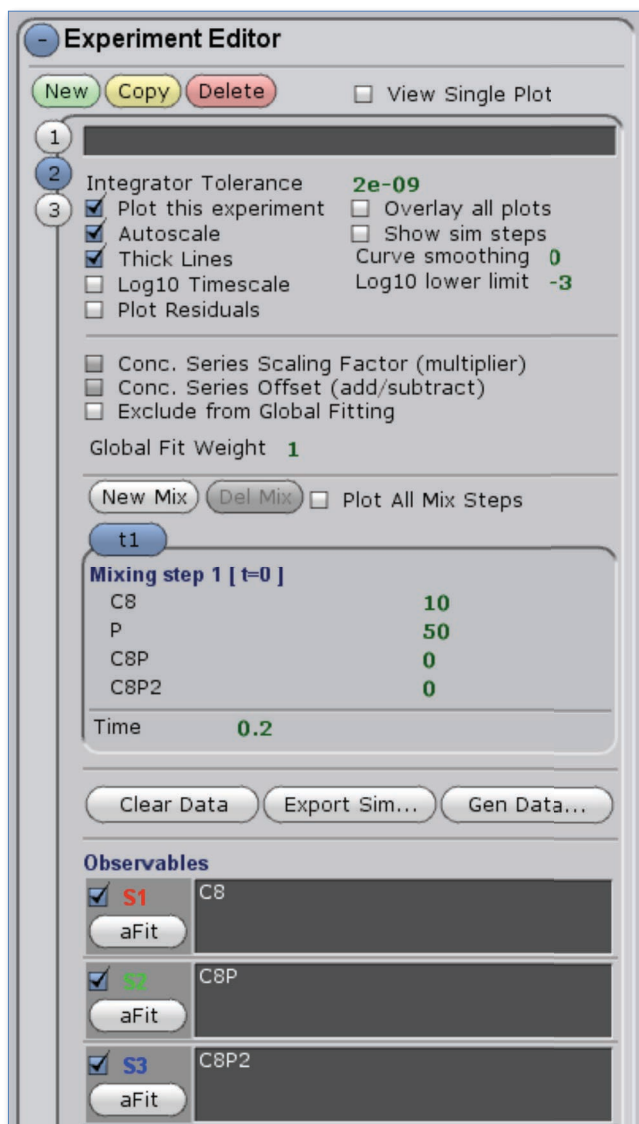 - Experiment Editor
New Copy Delete View Single Plot
1
2
3
Integrator Tolerance 2e-09
Plot this experiment Overlay all plots
Autoscale Show sim steps
Thick Lines Curve smoothing 0
Log10 Timescale Log10 lower limit -3
Plot Residuals
Conc. Series Scaling Factor (multiplier)
Conc. Series Offset (add/subtract)
Exclude from Global Fitting
Global Fit Weight 1
New Mix Del Mix Plot All Mix Steps
t1
Mixing step 1 [ t=0 ]
C8 10
P 50
C8P 0
C8P2 0
Time 0.2
Clear Data Export Sim... Gen Data...
Observables
S1 C8
aFit
S2 C8P
aFit
S3 C8P2
aFit